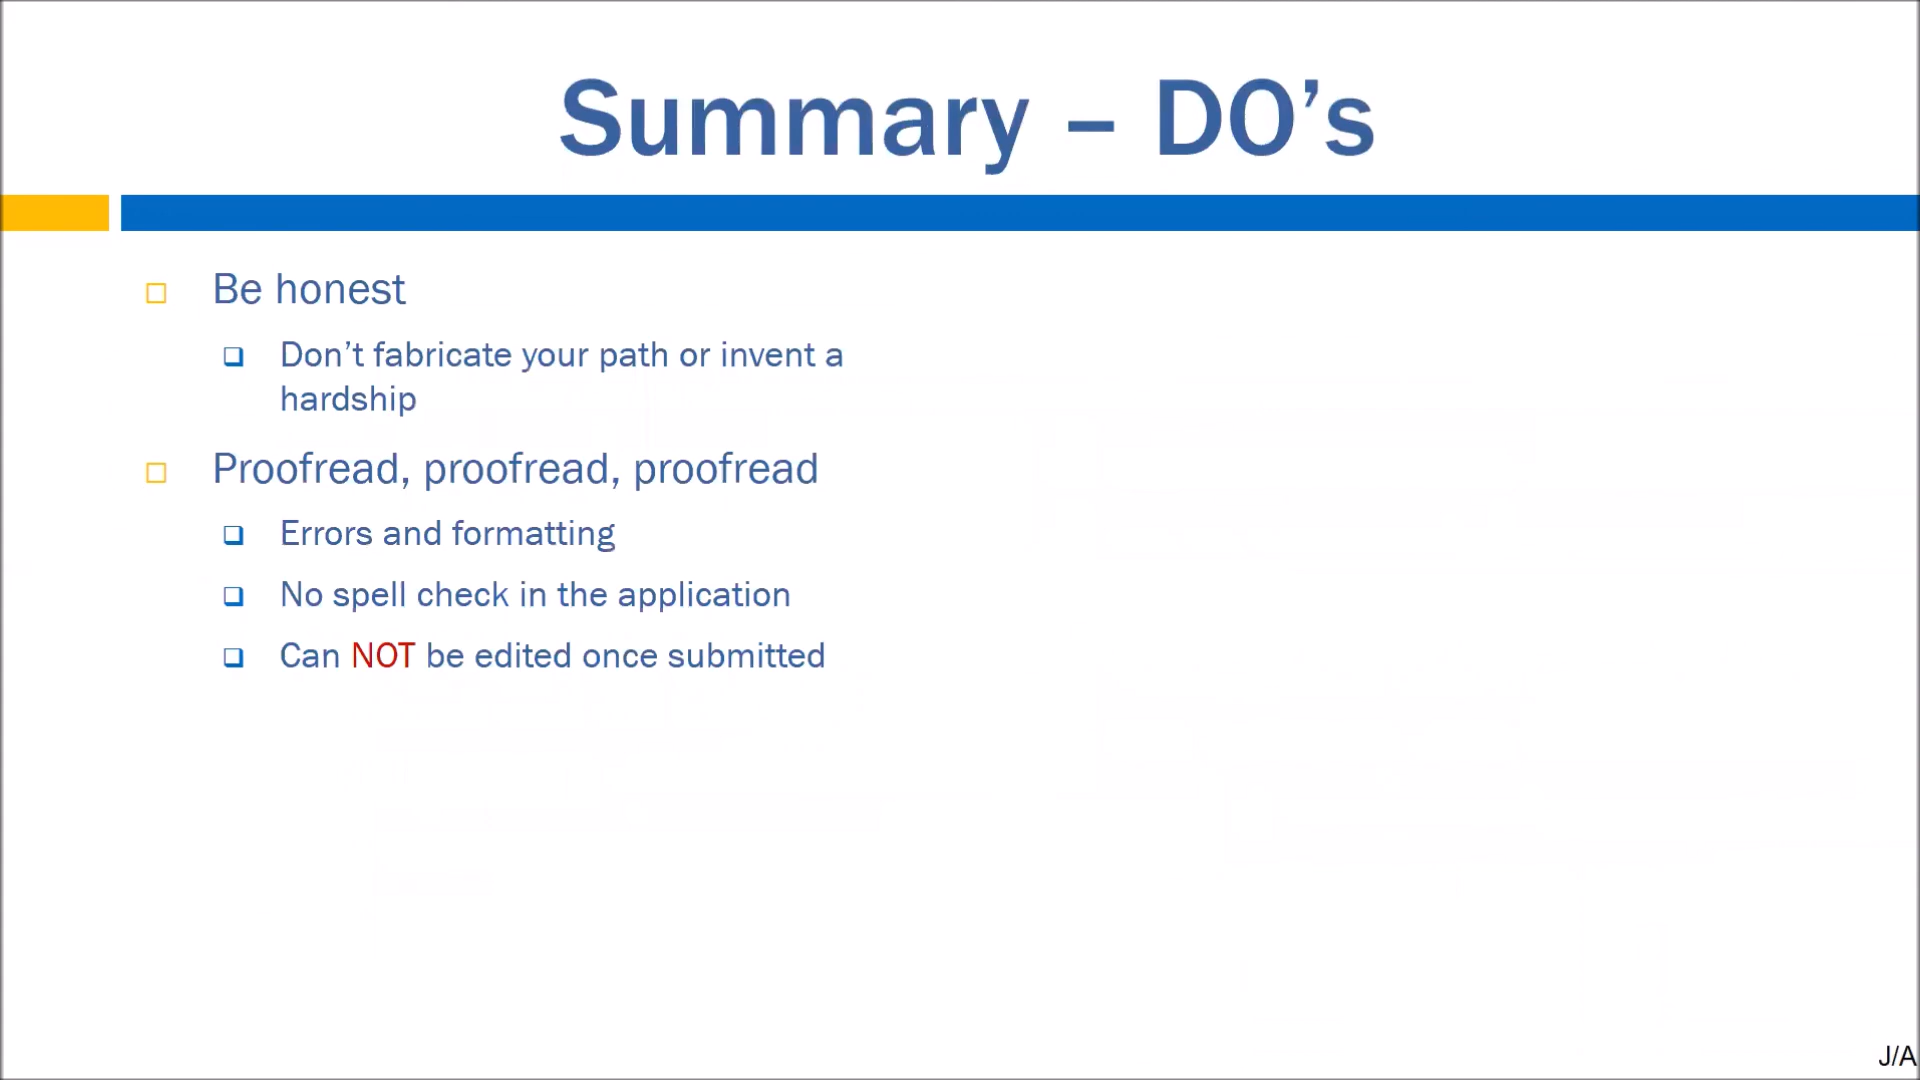 Summary – DO’s
Be honest
Don’t fabricate your path or invent a
hardship
Proofread, proofread, proofread
Errors and formatting
No spell check in the application
Can NOT be edited once submitted
J/A